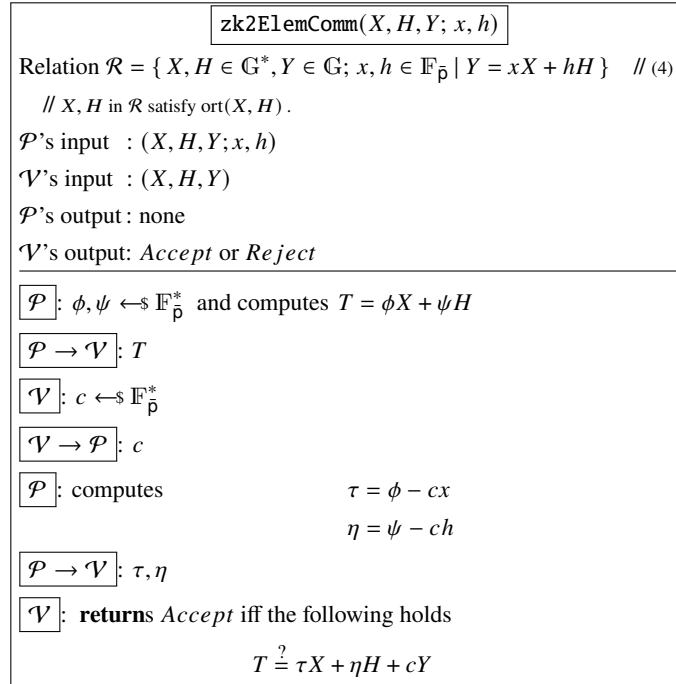 zk2ElemComm(X, H, Y; x, h)
Relation ℛ = { X, H ∈ 𝔾*, Y ∈ 𝔾; x, h ∈ 𝔽_p̄ | Y = xX + hH } // (4)
// X, H in ℛ satisfy ort(X, H) .
𝒫's input : (X, H, Y; x, h)
𝒱's input : (X, H, Y)
𝒫's output : none
𝒱's output: Accept or Reject
𝒫 : ϕ, ψ ←$ 𝔽*_p̄ and computes T = ϕX + ψH
𝒫 → 𝒱 : T
𝒱 : c ←$ 𝔽*_p̄
𝒱 → 𝒫 : c
𝒫 : computes τ = ϕ − cx
η = ψ − ch
𝒫 → 𝒱 : τ, η
𝒱 : returns Accept iff the following holds
T ≟ τX + ηH + cY